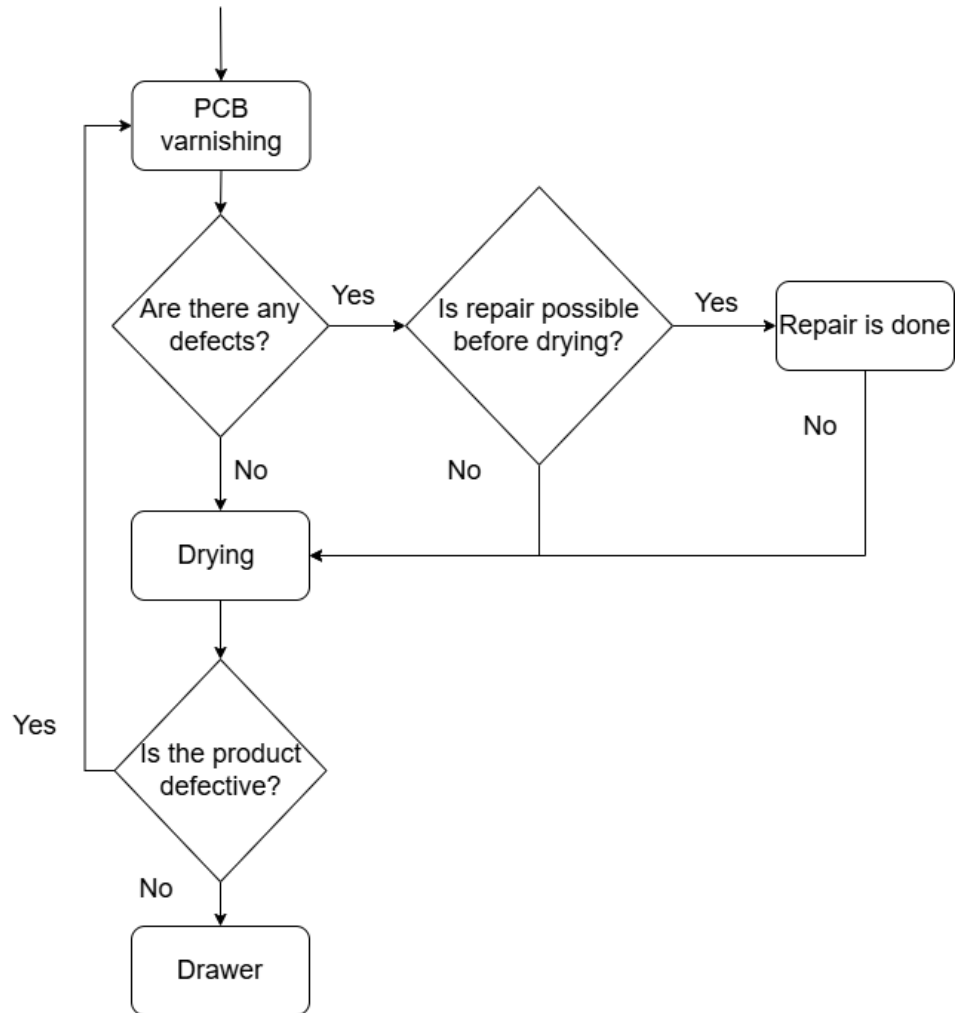 PCB
varnishing
Are there any
defects?
Yes
Is repair possible
before drying?
Yes
Repair is done
No
No
No
Drying
Yes
Is the product
defective?
No
Drawer